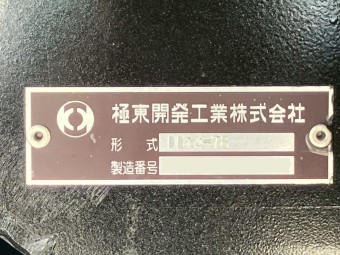 極東開発工業株式会社
形式
製造番号